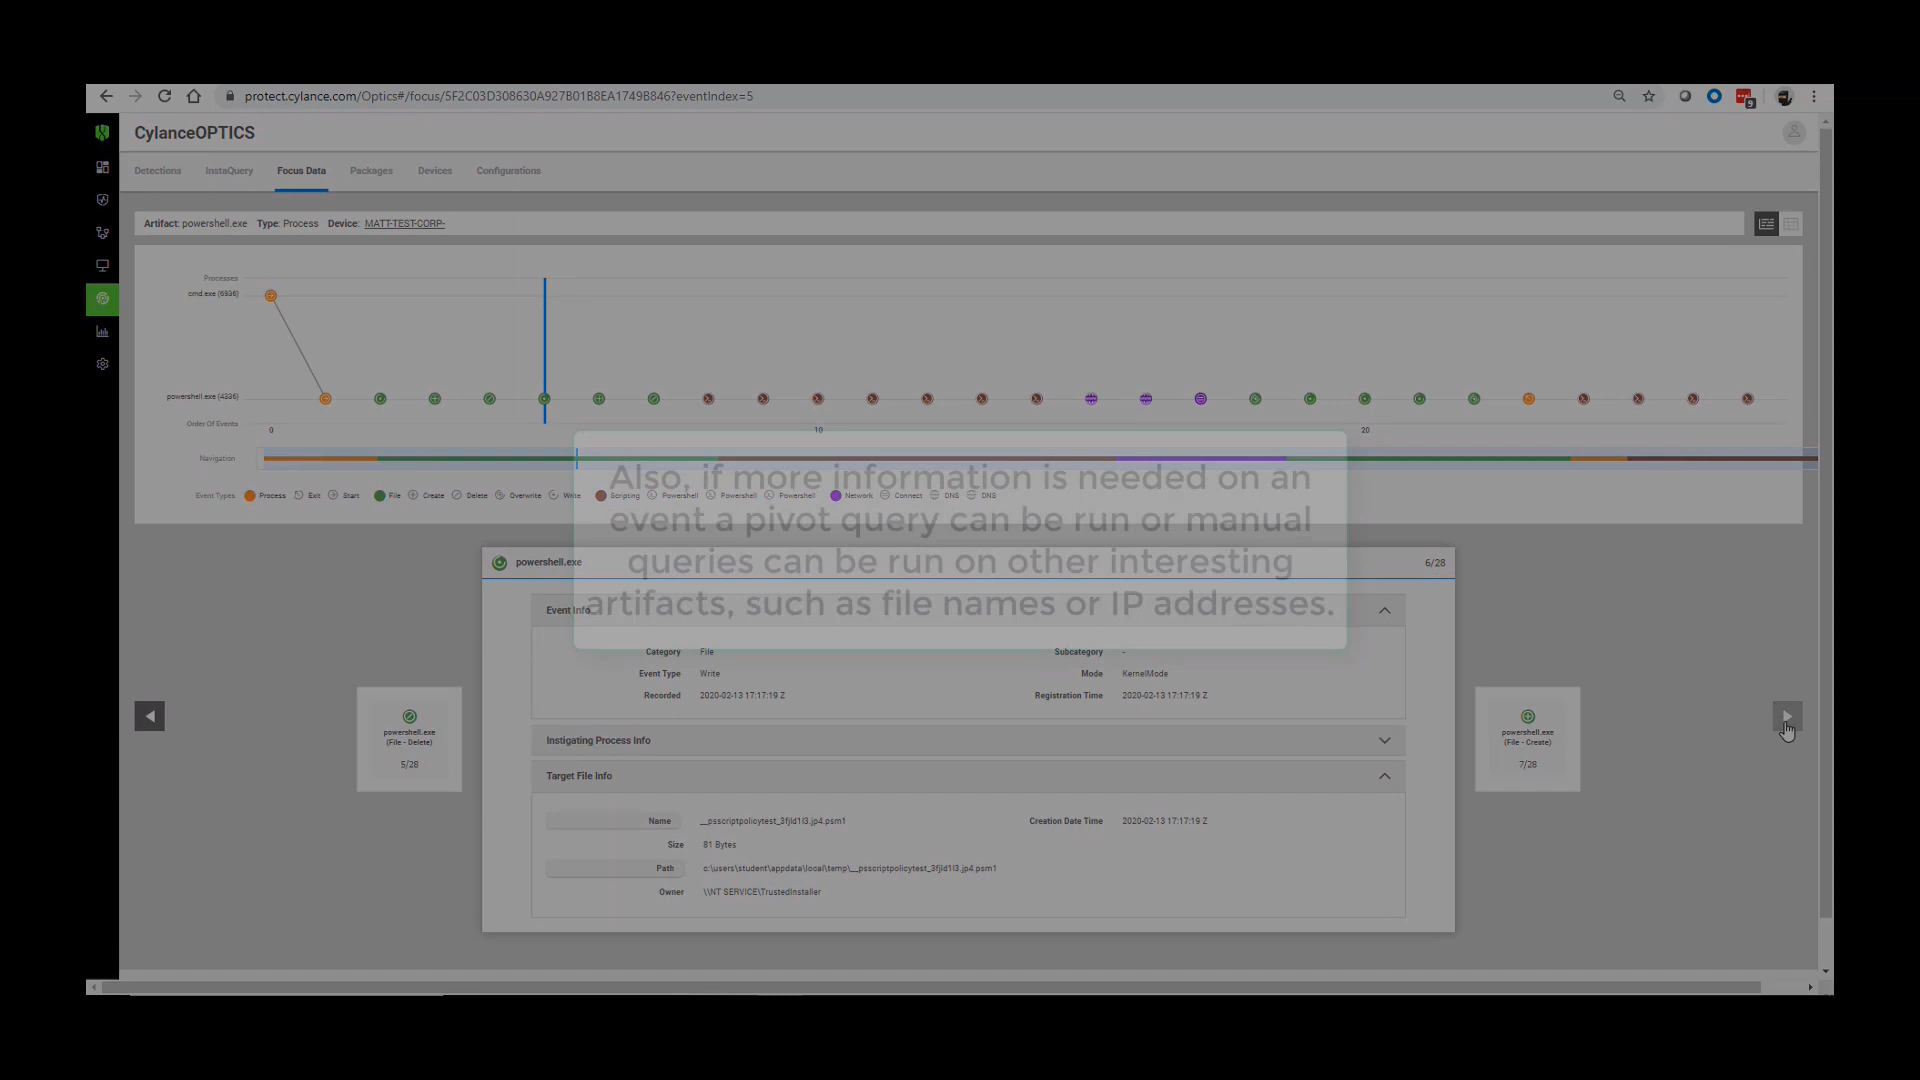 protect.cylance.com/Optics#/focus/5F2C03D308630A927B01B8EA1749B846?eventIndex=5
9
CylanceOPTICS
Detections InstaQuery Focus Data Packages Devices Configurations
Artifact: powershell.exe Type: Process Device: MATT-TEST-CORP-
Processes
cmd.exe (6936)
powershell.exe (4336)
Order Of Events 0 10 20
Navigation
Event Types Process Exit Start File Create Delete Overwrite Write Scripting Powershell Powershell Powershell Network Connect DNS DNS
Also, if more information is needed on an
event a pivot query can be run or manual
queries can be run on other interesting
artifacts, such as file names or IP addresses.
powershell.exe 6/28
Event Info
Category File Subcategory -
Event Type Write Mode KernelMode
Recorded 2020-02-13 17:17:19 Z Registration Time 2020-02-13 17:17:19 Z
powershell.exe
(File - Delete)
5/28
powershell.exe
(File - Create)
7/28
Instigating Process Info
Target File Info
Name __psscriptpolicytest_3fjld1l3.jp4.psm1 Creation Date Time 2020-02-13 17:17:19 Z
Size 81 Bytes
Path c:\users\student\appdata\local\temp\__psscriptpolicytest_3fjld1l3.jp4.psm1
Owner \\NT SERVICE\TrustedInstaller